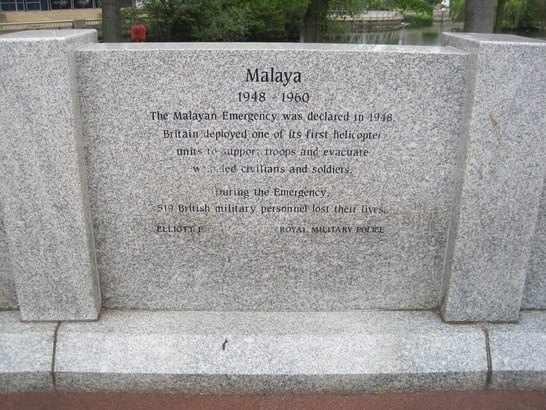 Malaya
1948 - 1960
The Malayan Emergency was declared in 1948.
Britain deployed one of its first helicopter
units to support troops and evacuate
wounded civilians and soldiers.
During the Emergency,
519 British military personnel lost their lives.
ELLIOTT F ROYAL MILITARY POLICE